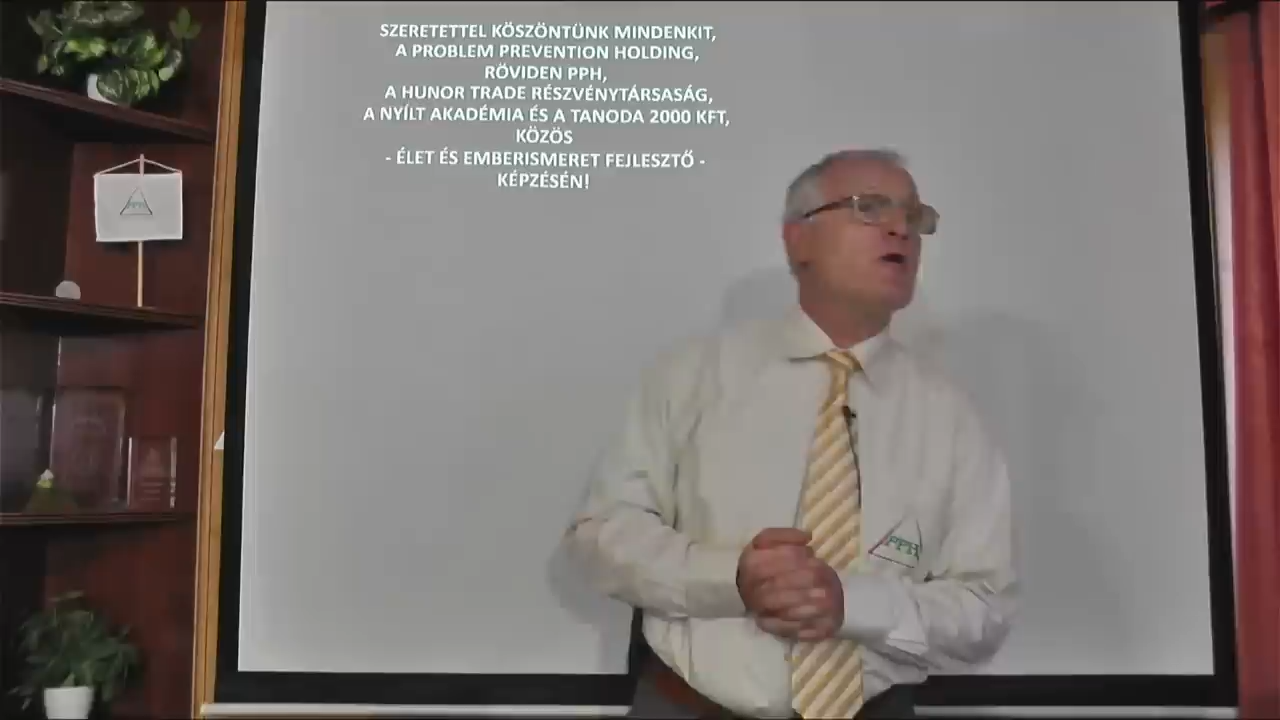 SZERETETTEL KÖSZÖNTÜNK MINDENKIT,
A PROBLEM PREVENTION HOLDING,
RÖVIDEN PPH,
A HUNOR TRADE RÉSZVÉNYTÁRSASÁG,
A NYÍLT AKADÉMIA ÉS A TANODA 2000 KFT,
KÖZÖS
- ÉLET ÉS EMBERISMERET FEJLESZTŐ -
KÉPZÉSÉN!
PPH
PPH